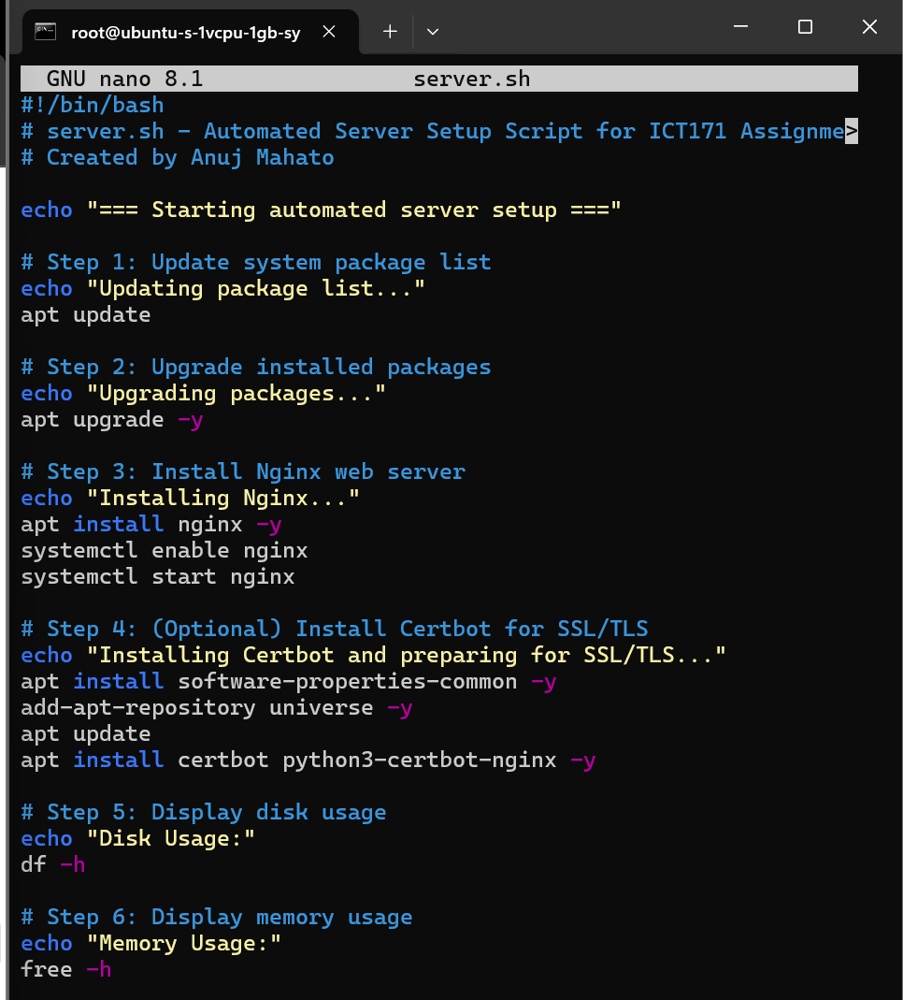 root@ubuntu-s-1vcpu-1gb-sy
GNU nano 8.1 server.sh
#!/bin/bash
# server.sh - Automated Server Setup Script for ICT171 Assignme>
# Created by Anuj Mahato
echo "=== Starting automated server setup ==="
# Step 1: Update system package list
echo "Updating package list..."
apt update
# Step 2: Upgrade installed packages
echo "Upgrading packages..."
apt upgrade -y
# Step 3: Install Nginx web server
echo "Installing Nginx..."
apt install nginx -y
systemctl enable nginx
systemctl start nginx
# Step 4: (Optional) Install Certbot for SSL/TLS
echo "Installing Certbot and preparing for SSL/TLS..."
apt install software-properties-common -y
add-apt-repository universe -y
apt update
apt install certbot python3-certbot-nginx -y
# Step 5: Display disk usage
echo "Disk Usage:"
df -h
# Step 6: Display memory usage
echo "Memory Usage:"
free -h